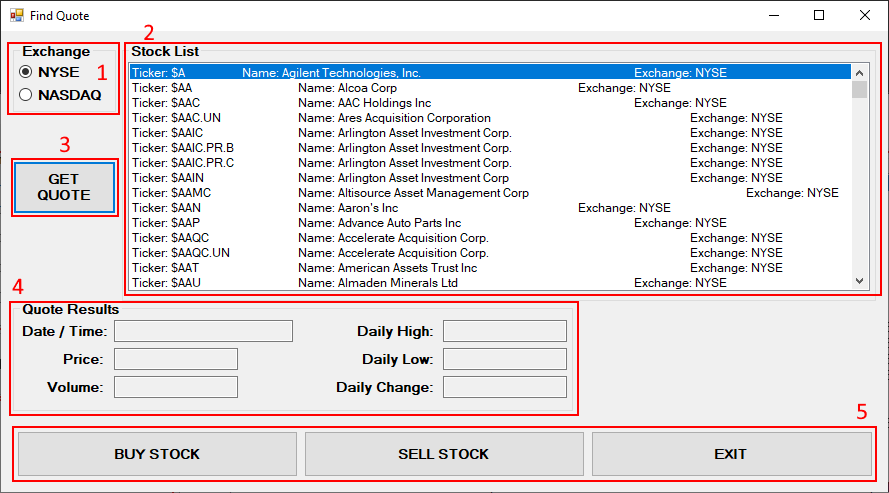 Find Quote
2
Exchange
NYSE
1
NASDAQ
Stock List
Ticker: $A Name: Agilent Technologies, Inc. Exchange: NYSE
Ticker: $AA Name: Alcoa Corp Exchange: NYSE
Ticker: $AAC Name: AAC Holdings Inc Exchange: NYSE
Ticker: $AAC.UN Name: Ares Acquisition Corporation Exchange: NYSE
Ticker: $AAIC Name: Arlington Asset Investment Corp. Exchange: NYSE
Ticker: $AAIC.PR.B Name: Arlington Asset Investment Corp. Exchange: NYSE
Ticker: $AAIC.PR.C Name: Arlington Asset Investment Corp. Exchange: NYSE
Ticker: $AAIN Name: Arlington Asset Investment Corp. Exchange: NYSE
Ticker: $AAMC Name: Altisource Asset Management Corp Exchange: NYSE
Ticker: $AAN Name: Aaron's Inc Exchange: NYSE
Ticker: $AAP Name: Advance Auto Parts Inc Exchange: NYSE
Ticker: $AAQC Name: Accelerate Acquisition Corp. Exchange: NYSE
Ticker: $AAQC.UN Name: Accelerate Acquisition Corp. Exchange: NYSE
Ticker: $AAT Name: American Assets Trust Inc Exchange: NYSE
Ticker: $AAU Name: Almaden Minerals Ltd Exchange: NYSE
3
GET
QUOTE
4
Quote Results
Date / Time: Daily High:
Price: Daily Low:
Volume: Daily Change:
5
BUY STOCK SELL STOCK EXIT